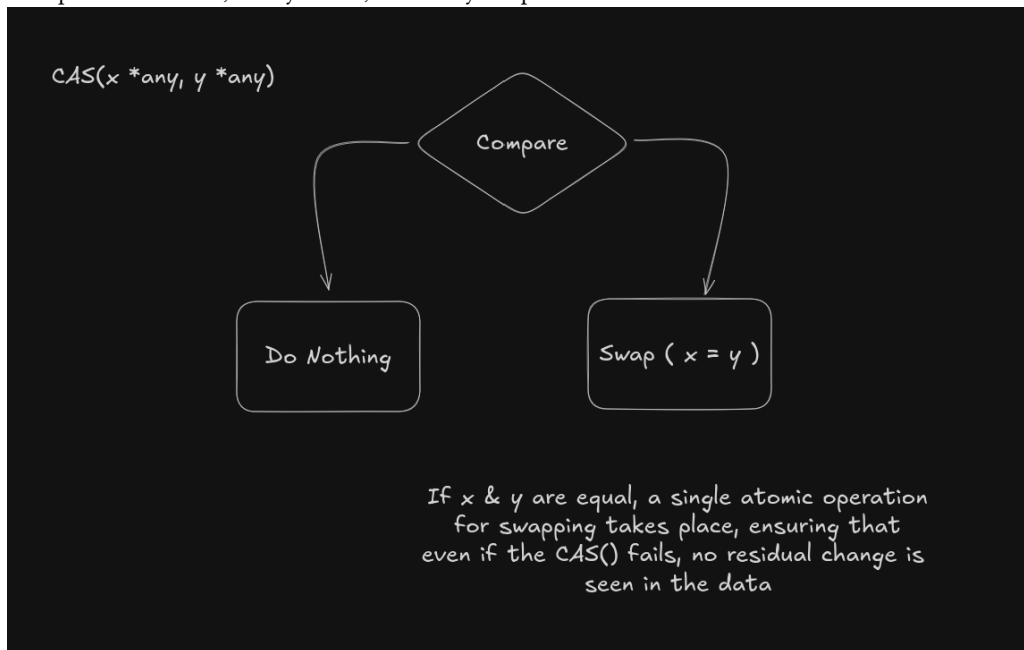 CAS(x *any, y *any)
Compare
Do Nothing
Swap ( x = y )
If x & y are equal, a single atomic operation
for swapping takes place, ensuring that
even if the CAS() fails, no residual change is
seen in the data